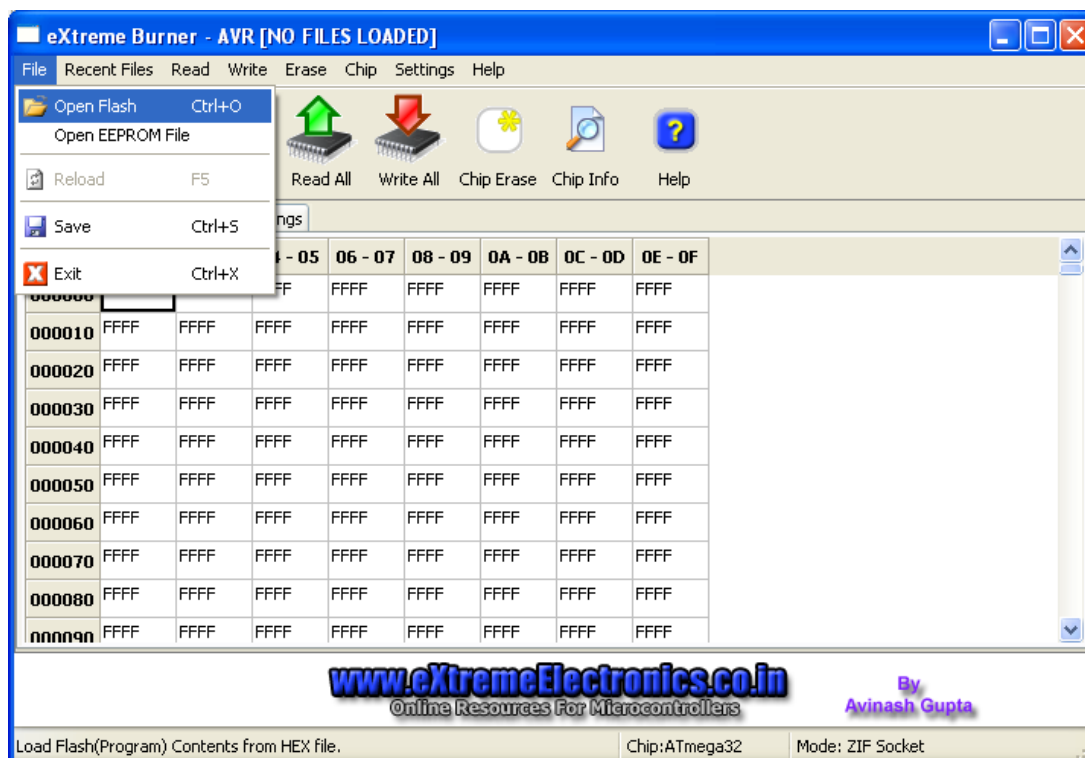 eXtreme Burner - AVR [NO FILES LOADED]
File Recent Files Read Write Erase Chip Settings Help
Open Flash Ctrl+O
Open EEPROM File
Reload F5
Save Ctrl+S
Exit Ctrl+X
Read All Write All Chip Erase Chip Info Help
ngs
- 05 06 - 07 08 - 09 0A - 0B 0C - 0D 0E - 0F
000000 FF FFFF FFFF FFFF FFFF FFFF
000010 FFFF FFFF FFFF FFFF FFFF FFFF FFFF FFFF
000020 FFFF FFFF FFFF FFFF FFFF FFFF FFFF FFFF
000030 FFFF FFFF FFFF FFFF FFFF FFFF FFFF FFFF
000040 FFFF FFFF FFFF FFFF FFFF FFFF FFFF FFFF
000050 FFFF FFFF FFFF FFFF FFFF FFFF FFFF FFFF
000060 FFFF FFFF FFFF FFFF FFFF FFFF FFFF FFFF
000070 FFFF FFFF FFFF FFFF FFFF FFFF FFFF FFFF
000080 FFFF FFFF FFFF FFFF FFFF FFFF FFFF FFFF
000090 FFFF FFFF FFFF FFFF FFFF FFFF FFFF FFFF
www.eXtremeElectronics.co.in
Online Resources For Microcontrollers
By
Avinash Gupta
Load Flash(Program) Contents from HEX file. Chip:ATmega32 Mode: ZIF Socket